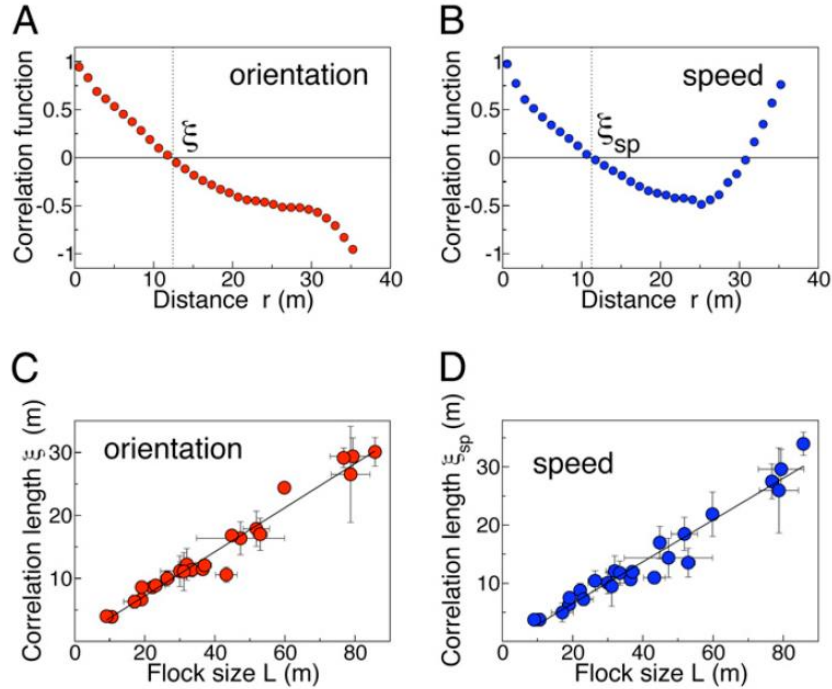 A
Correlation function
1
0.5
0
-0.5
-1
orientation
ξ
0 10 20 30 40
Distance r (m)
B
Correlation function
1
0.5
0
-0.5
-1
speed
ξsp
0 10 20 30 40
Distance r (m)
C
Correlation length ξ (m)
30
20
10
orientation
0 20 40 60 80
Flock size L (m)
D
Correlation length ξsp (m)
30
20
10
speed
0 20 40 60 80
Flock size L (m)